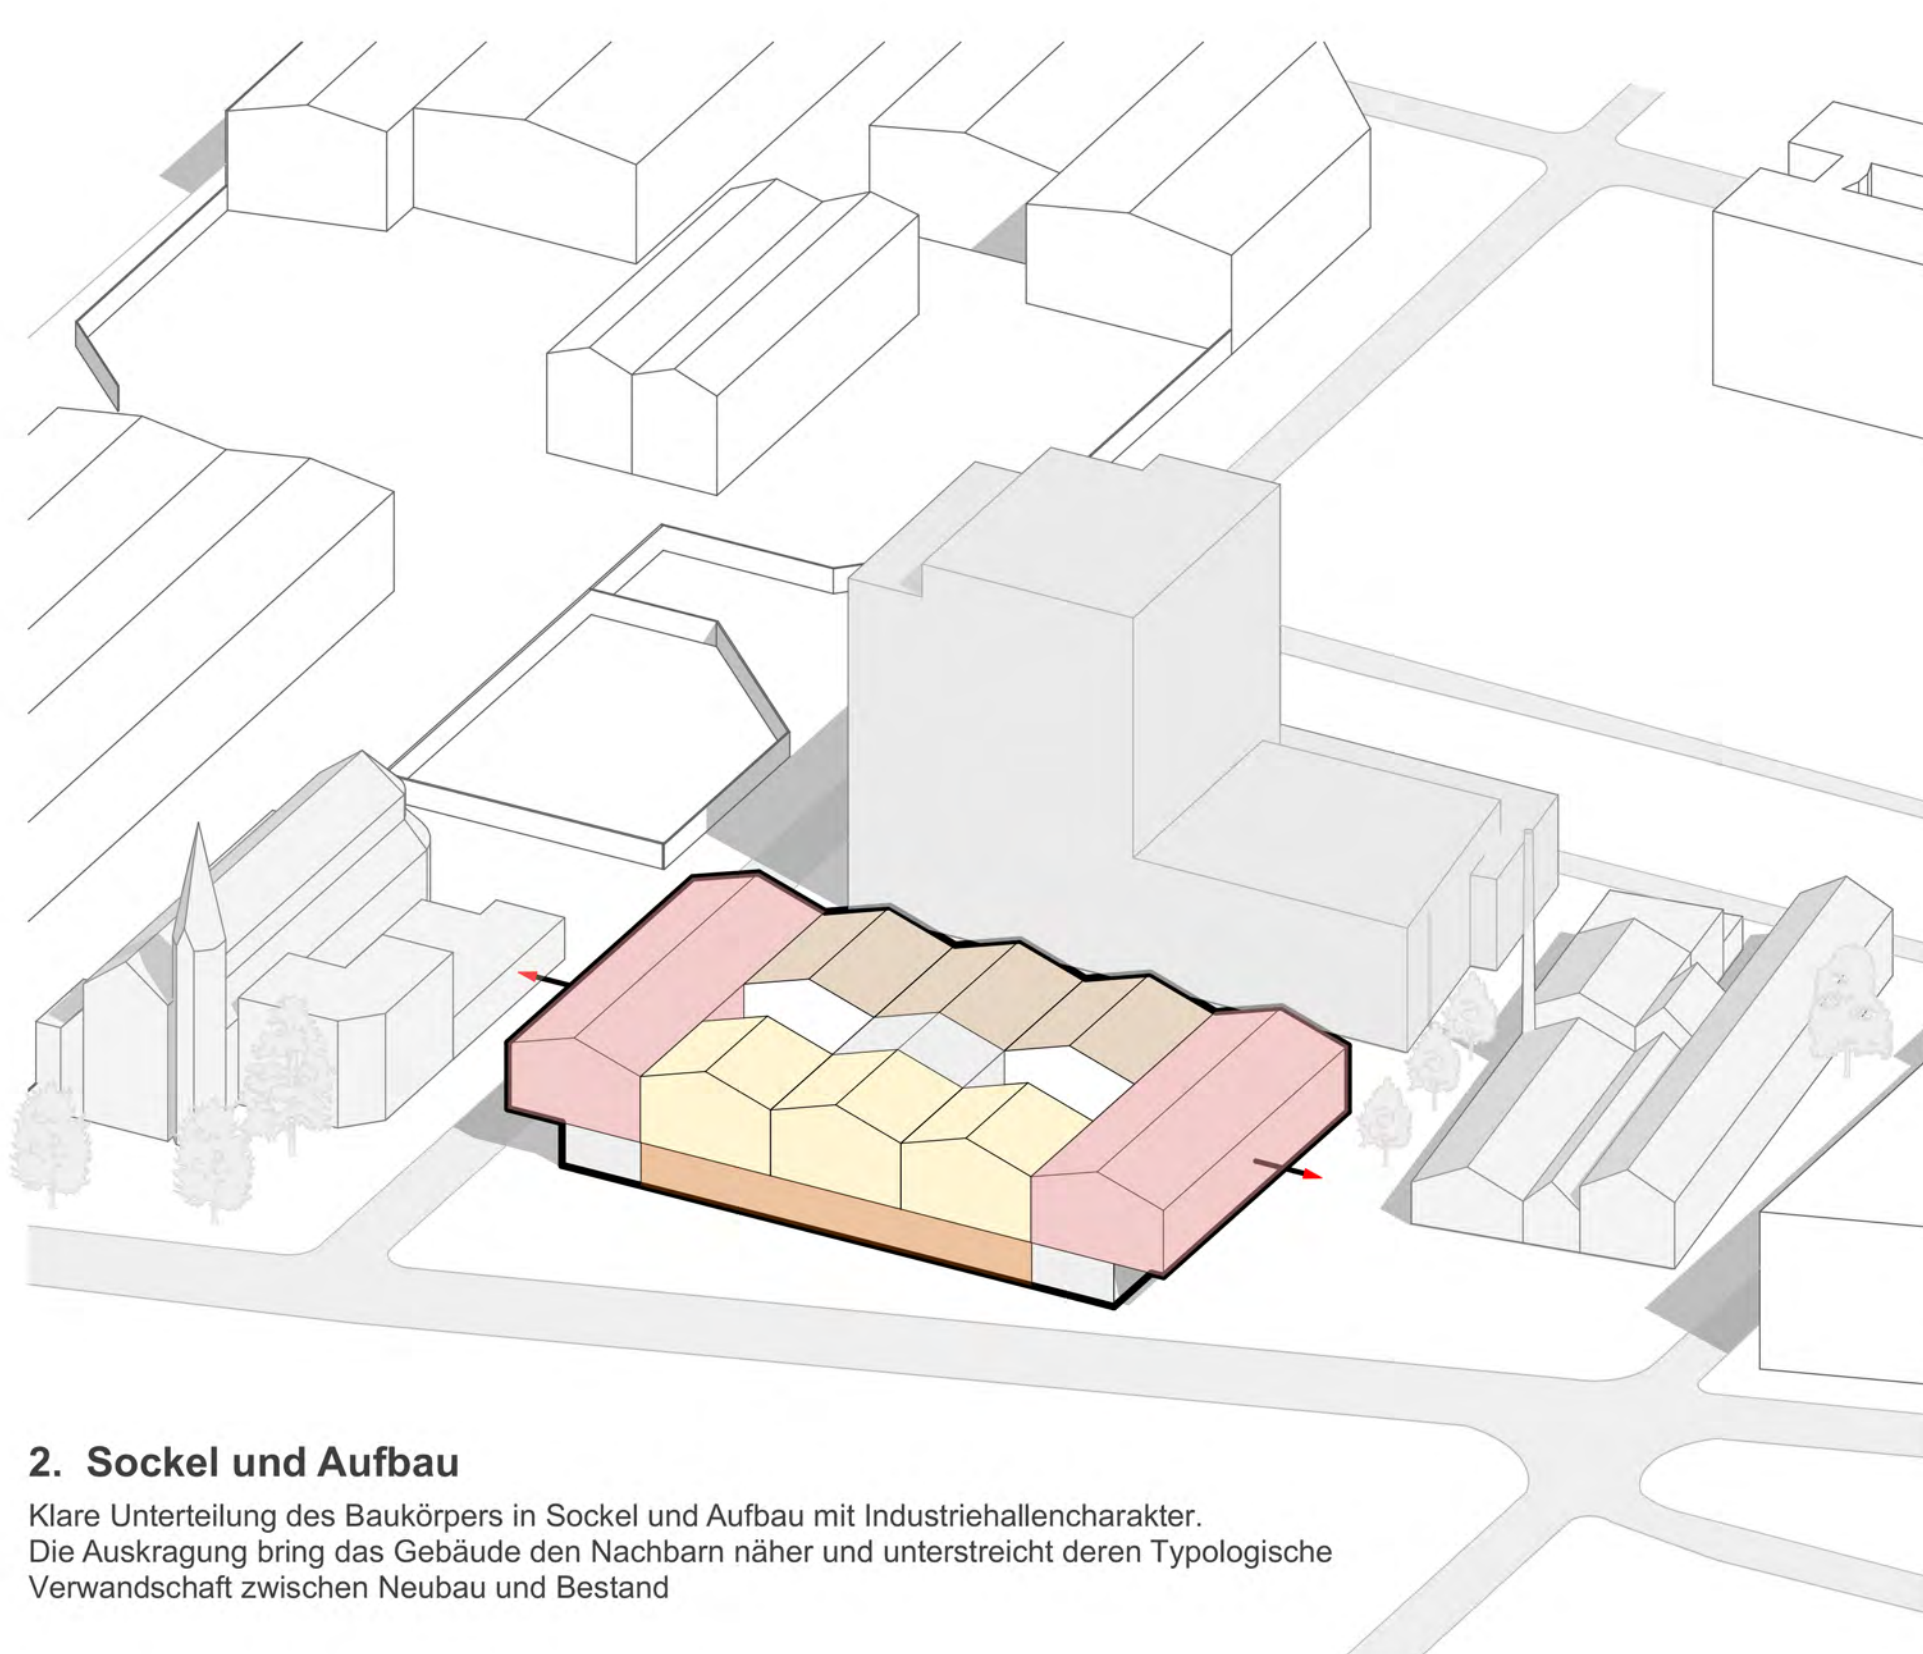 2. Sockel und Aufbau
Klare Unterteilung des Baukörpers in Sockel und Aufbau mit Industriehallencharakter.
Die Auskragung bring das Gebäude den Nachbarn näher und unterstreicht deren Typologische
Verwandschaft zwischen Neubau und Bestand